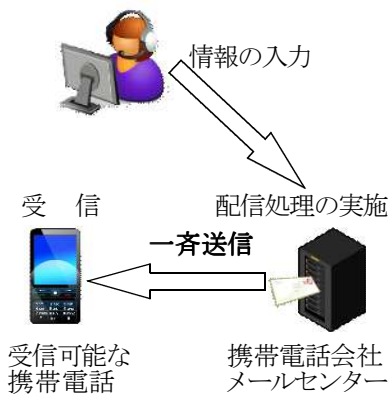 情報の入力
受　信
配信処理の実施
一斉送信
受信可能な
携帯電話
携帯電話会社
メールセンター